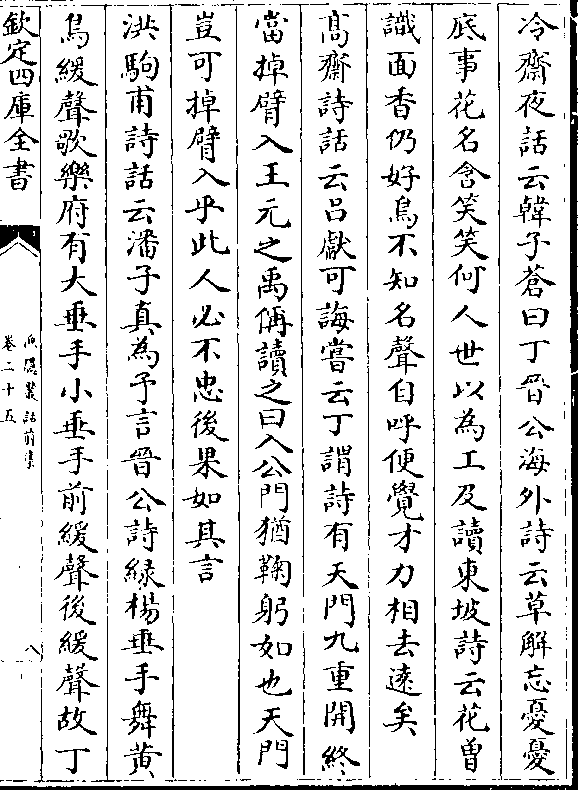 冷齋夜話云韓子蒼曰丁晉公海外詩云草解忘憂憂
底事花名含笑笑何人世以為工及讀東坡詩云花曽
識面香仍好鳥不知名聲自呼便覺才力相去逺矣
髙齋詩話云吕獻可誨嘗云丁謂詩有天門九重開終
當掉臂入王元之禹偁讀之曰入公門猶鞠躬如也天門
豈可掉臂入乎此人必不忠後果如其言
洪駒甫詩話云潘子真為予言晉公詩緑楊垂手舞黄
鳥緩聲歌樂府有大垂手小垂手前緩聲後緩聲故丁
欽定四庫全書
漁隱叢話前集
卷二十五
八